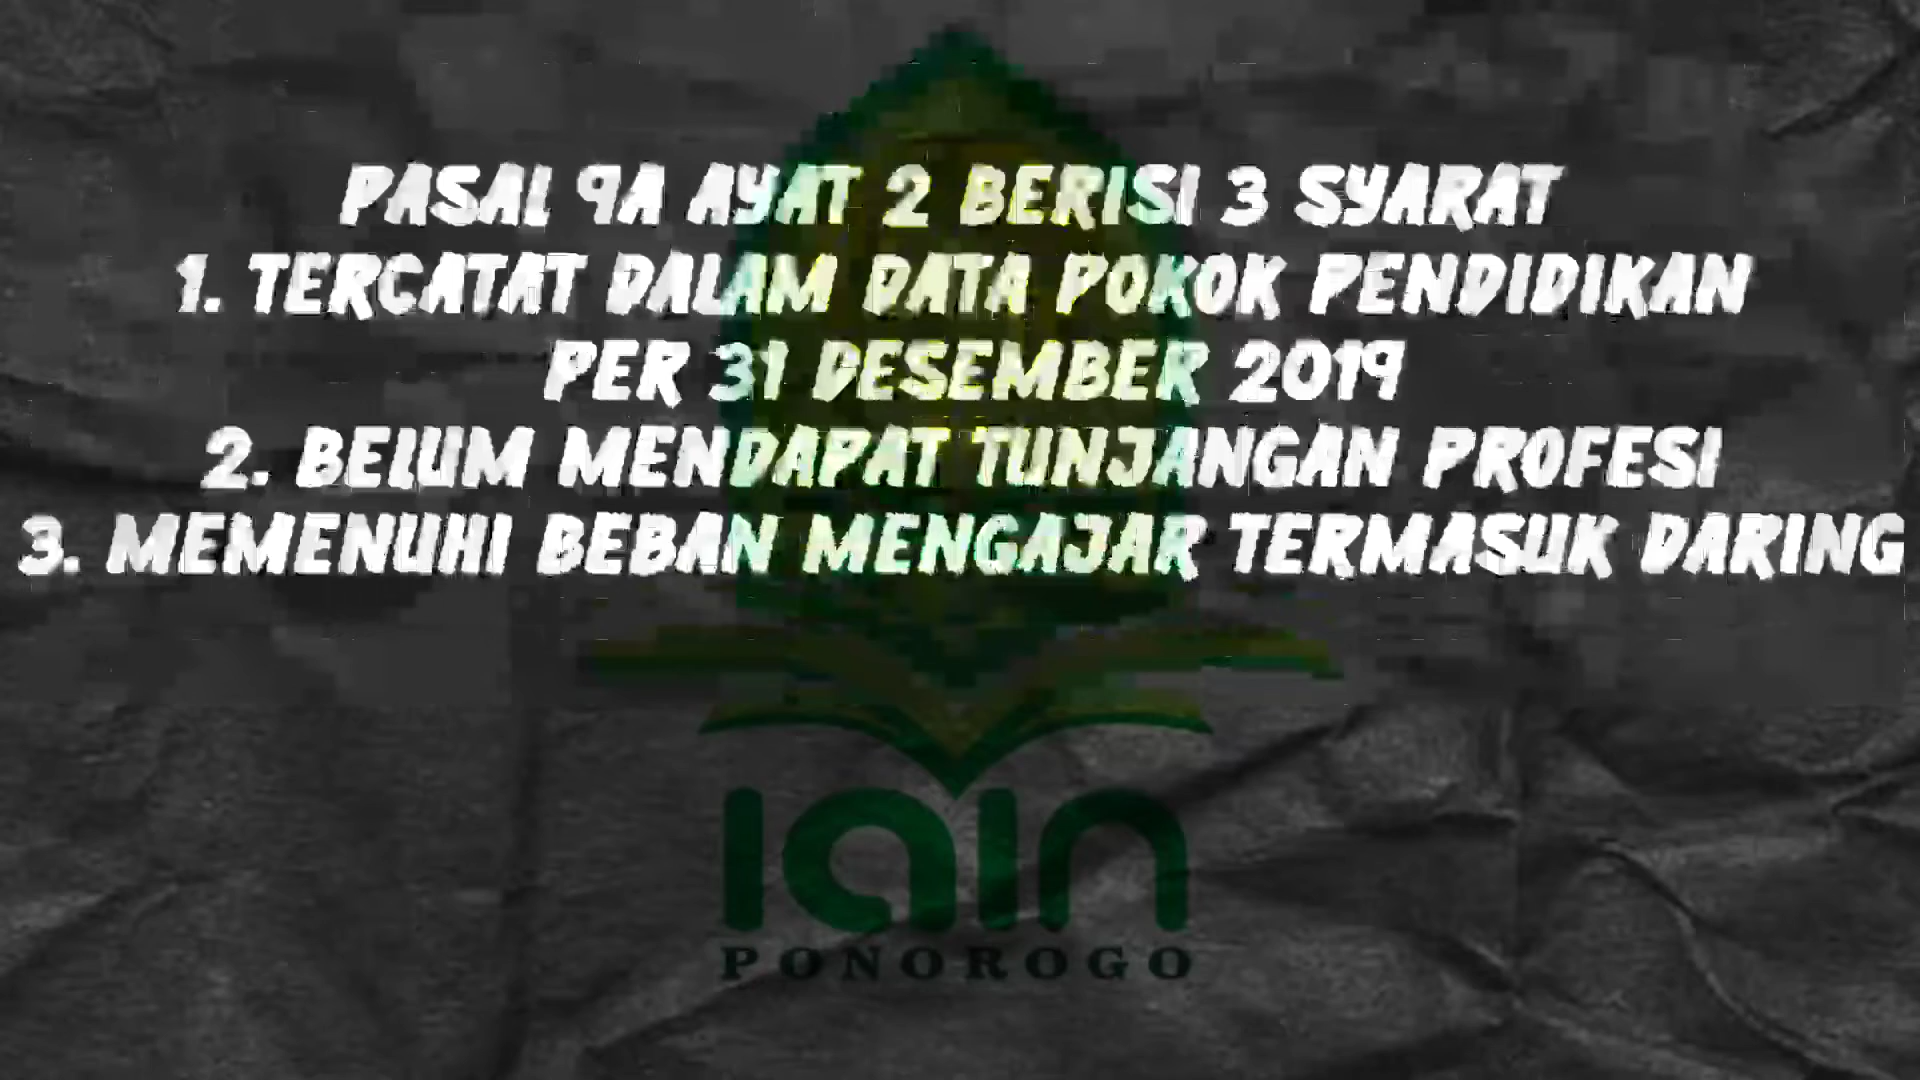 PASAL 9A AYAT 2 BERISI 3 SYARAT
1. TERCATAT DALAM DATA POKOK PENDIDIKAN
PER 31 DESEMBER 2019
2. BELUM MENDAPAT TUNJANGAN PROFESI
3. MEMENUHI BEBAN MENGAJAR TERMASUK DARING
IAIN
PONOROGO